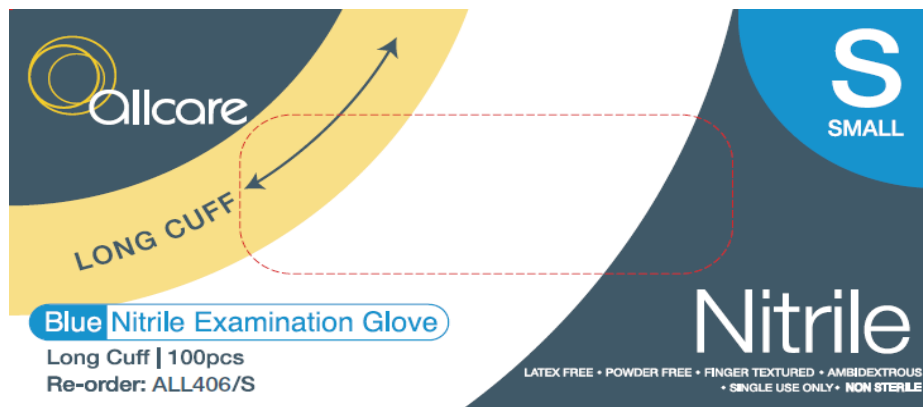 allcare
S
SMALL
LONG CUFF
Blue Nitrile Examination Glove
Long Cuff | 100pcs
Re-order: ALL406/S
Nitrile
LATEX FREE • POWDER FREE • FINGER TEXTURED • AMBIDEXTROUS
• SINGLE USE ONLY • NON STERILE